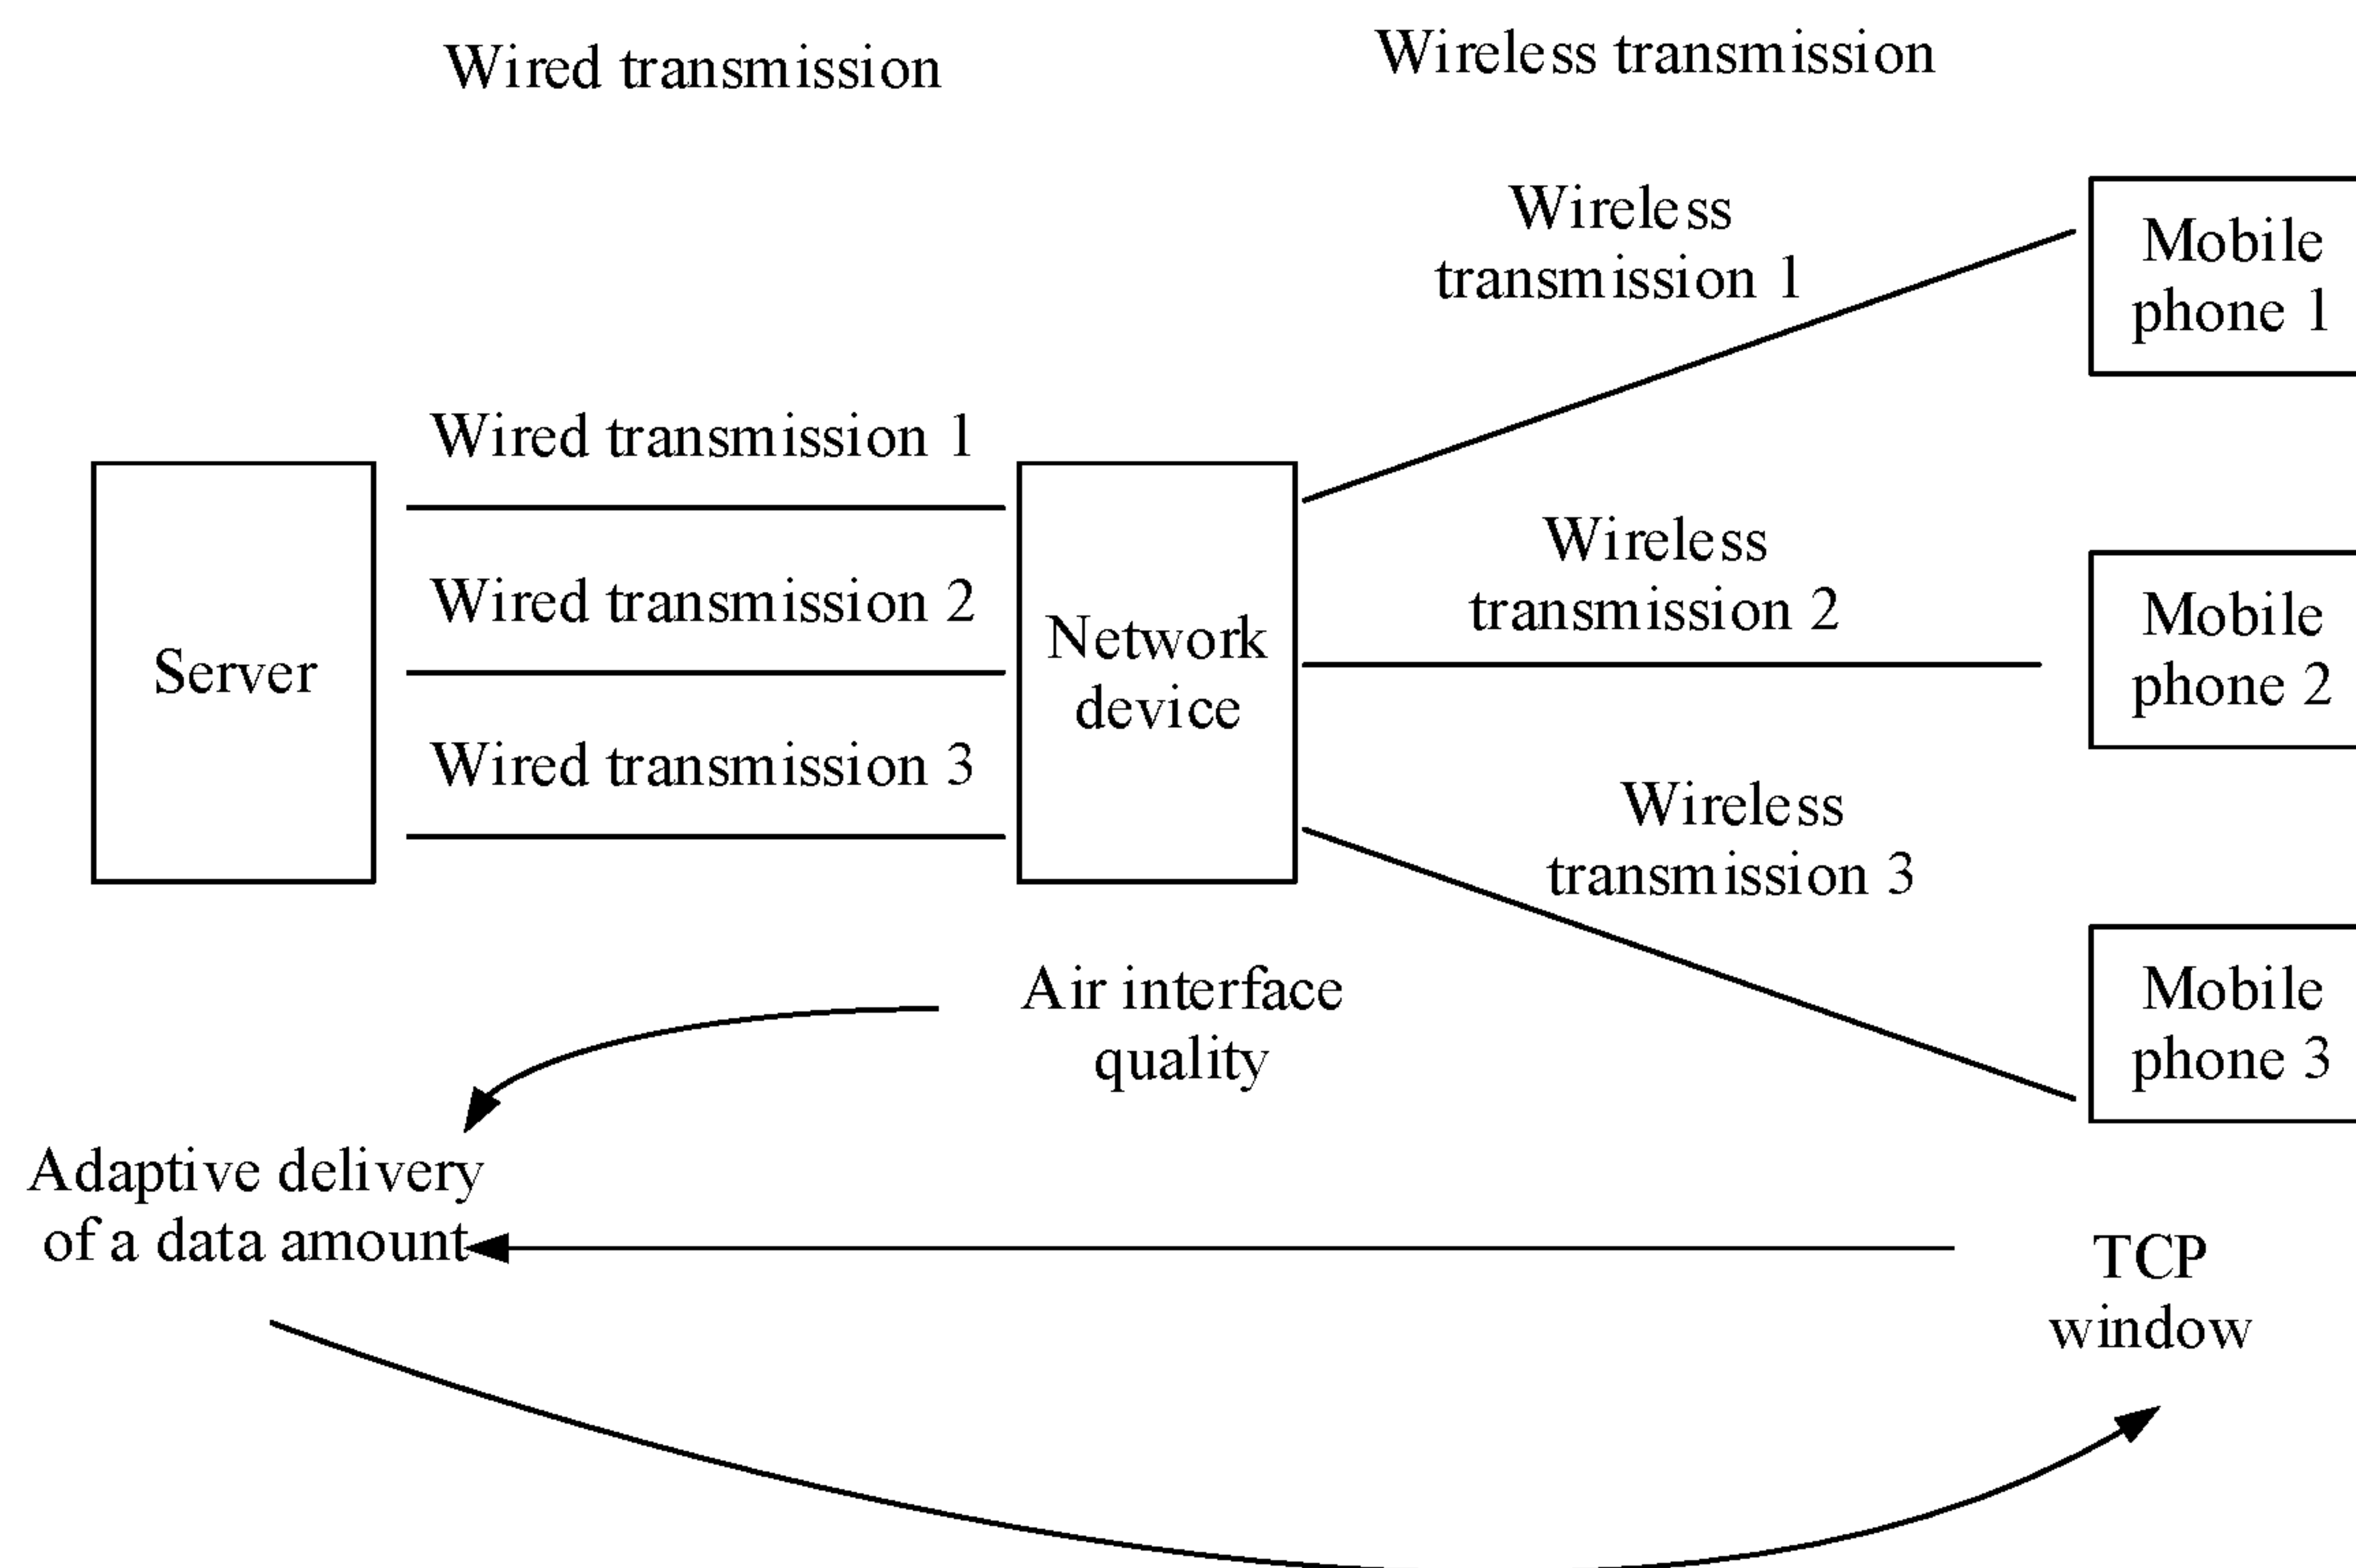 Wired transmission
Wireless transmission
Wireless
transmission 1
Mobile
phone 1
Wired transmission 1
Wired transmission 2
Wired transmission 3
Server
Network
device
Wireless
transmission 2
Mobile
phone 2
Wireless
transmission 3
Mobile
phone 3
Air interface
quality
Adaptive delivery
of a data amount
TCP
window